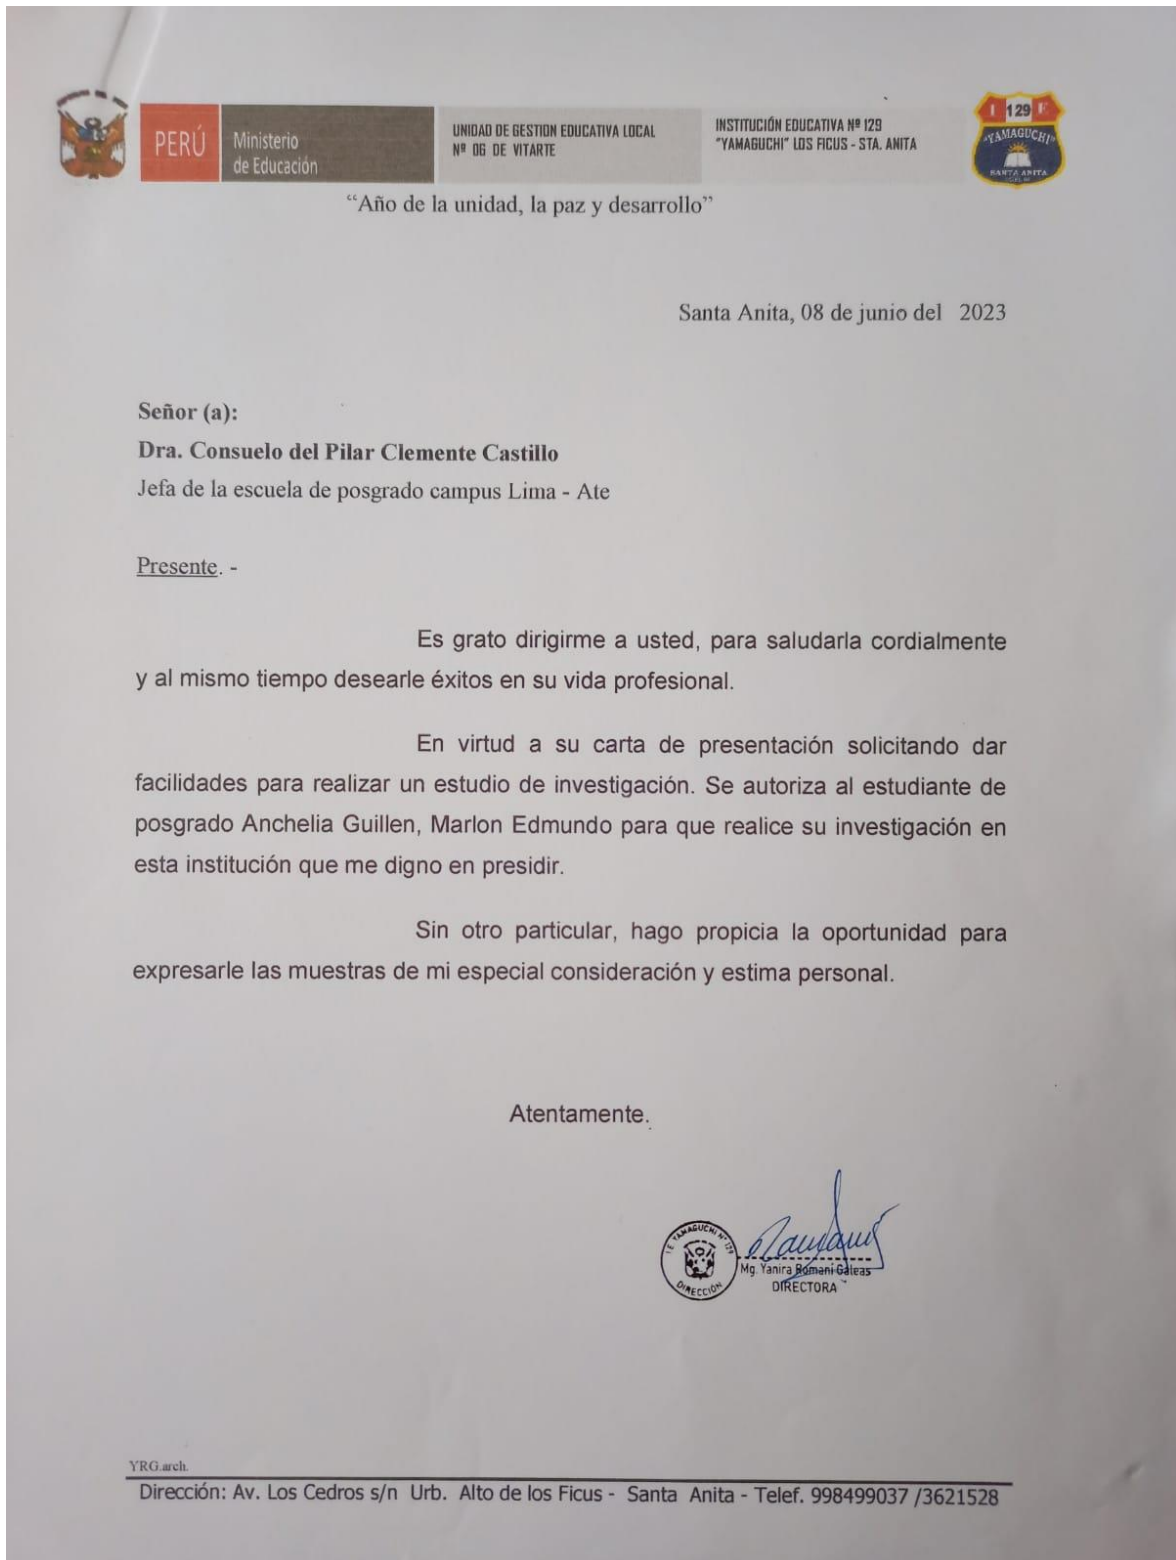 PERÚ
Ministerio
de Educación
UNIDAD DE GESTION EDUCATIVA LOCAL
Nº 06 DE VITARTE
INSTITUCIÓN EDUCATIVA Nº 129
"YAMAGUCHI" LOS FICUS - STA. ANITA
I 129 E
"YAMAGUCHI"
SANTA ANITA
“Año de la unidad, la paz y desarrollo”
Santa Anita, 08 de junio del 2023
Señor (a):
Dra. Consuelo del Pilar Clemente Castillo
Jefa de la escuela de posgrado campus Lima - Ate
Presente. -
Es grato dirigirme a usted, para saludarla cordialmente
y al mismo tiempo desearle éxitos en su vida profesional.
En virtud a su carta de presentación solicitando dar
facilidades para realizar un estudio de investigación. Se autoriza al estudiante de
posgrado Anchelia Guillen, Marlon Edmundo para que realice su investigación en
esta institución que me digno en presidir.
Sin otro particular, hago propicia la oportunidad para
expresarle las muestras de mi especial consideración y estima personal.
Atentamente.
I.E. YAMAGUCHI Nº 129
DIRECCIÓN
Mg. Yanira Romani Galeas
DIRECTORA
YRG.arch.
Dirección: Av. Los Cedros s/n Urb. Alto de los Ficus - Santa Anita - Telef. 998499037 /3621528